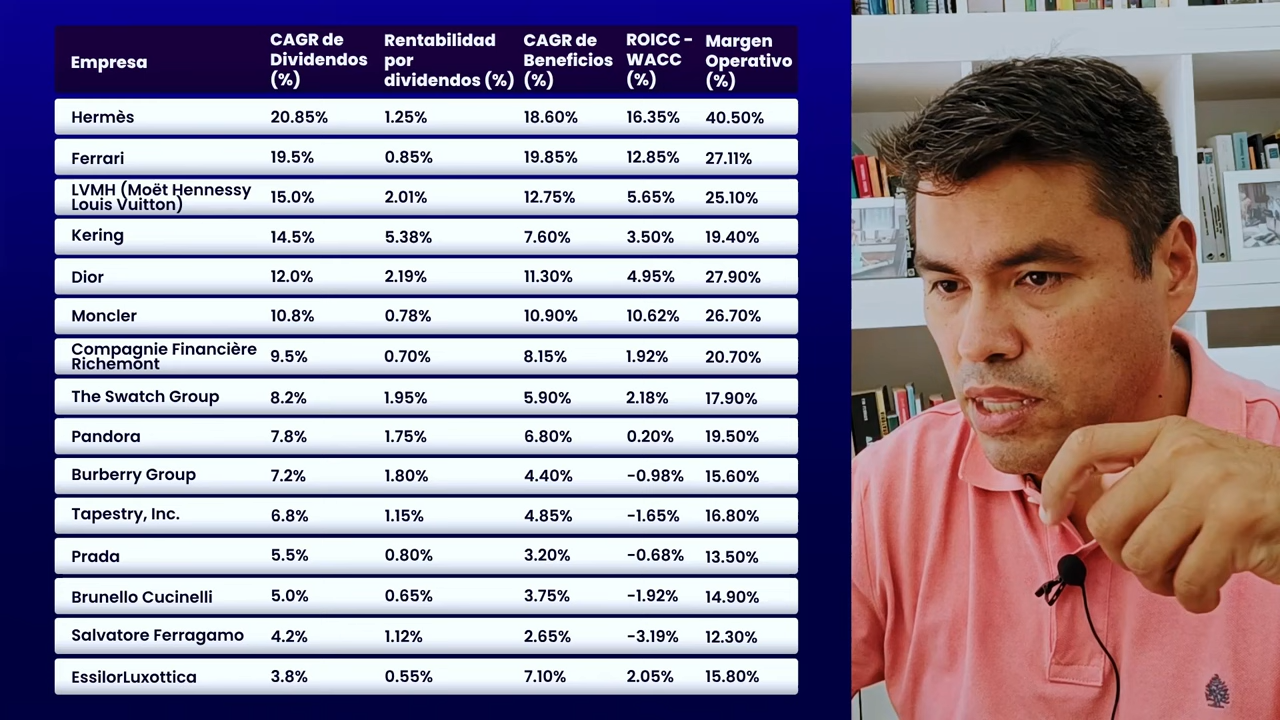 Empresa
CAGR de Dividendos (%)
Rentabilidad por dividendos (%)
CAGR de Beneficios (%)
ROICC - WACC (%)
Margen Operativo (%)
Hermès 20.85% 1.25% 18.60% 16.35% 40.50%
Ferrari 19.5% 0.85% 19.85% 12.85% 27.11%
LVMH (Moët Hennessy Louis Vuitton) 15.0% 2.01% 12.75% 5.65% 25.10%
Kering 14.5% 5.38% 7.60% 3.50% 19.40%
Dior 12.0% 2.19% 11.30% 4.95% 27.90%
Moncler 10.8% 0.78% 10.90% 10.62% 26.70%
Compagnie Financière Richemont 9.5% 0.70% 8.15% 1.92% 20.70%
The Swatch Group 8.2% 1.95% 5.90% 2.18% 17.90%
Pandora 7.8% 1.75% 6.80% 0.20% 19.50%
Burberry Group 7.2% 1.80% 4.40% -0.98% 15.60%
Tapestry, Inc. 6.8% 1.15% 4.85% -1.65% 16.80%
Prada 5.5% 0.80% 3.20% -0.68% 13.50%
Brunello Cucinelli 5.0% 0.65% 3.75% -1.92% 14.90%
Salvatore Ferragamo 4.2% 1.12% 2.65% -3.19% 12.30%
EssilorLuxottica 3.8% 0.55% 7.10% 2.05% 15.80%